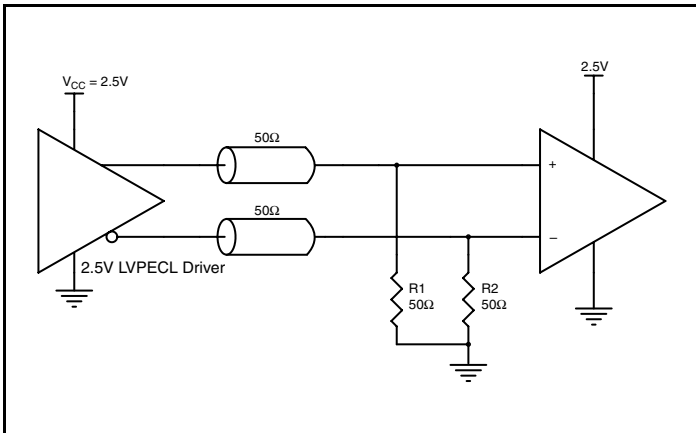 V_CC = 2.5V
2.5V
50Ω
50Ω
+
−
2.5V LVPECL Driver
R1
50Ω
R2
50Ω